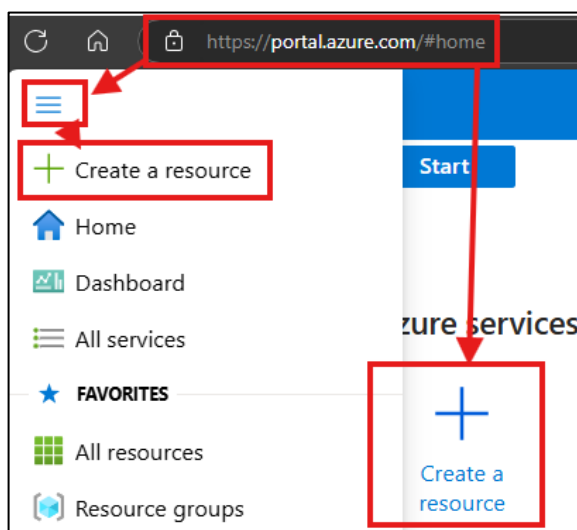 https://portal.azure.com/#home
Create a resource
Start
Home
Dashboard
All services
zure services
FAVORITES
All resources
Create a
resource
Resource groups